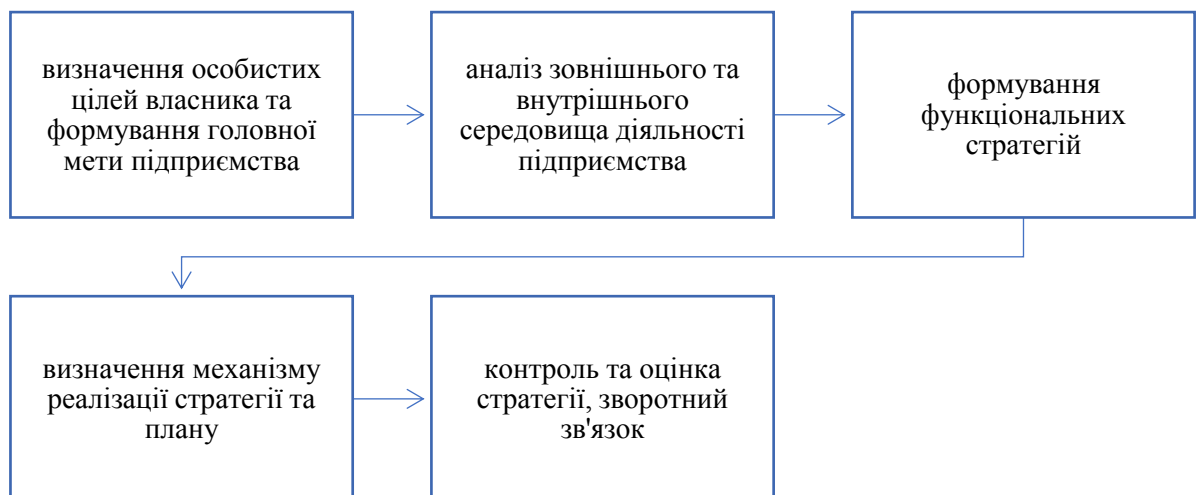 визначення особистих
цілей власника та
формування головної
мети підприємства
аналіз зовнішнього та
внутрішнього
середовища діяльності
підприємства
формування
функціональних
стратегій
визначення механізму
реалізації стратегії та
плану
контроль та оцінка
стратегії, зворотний
зв'язок